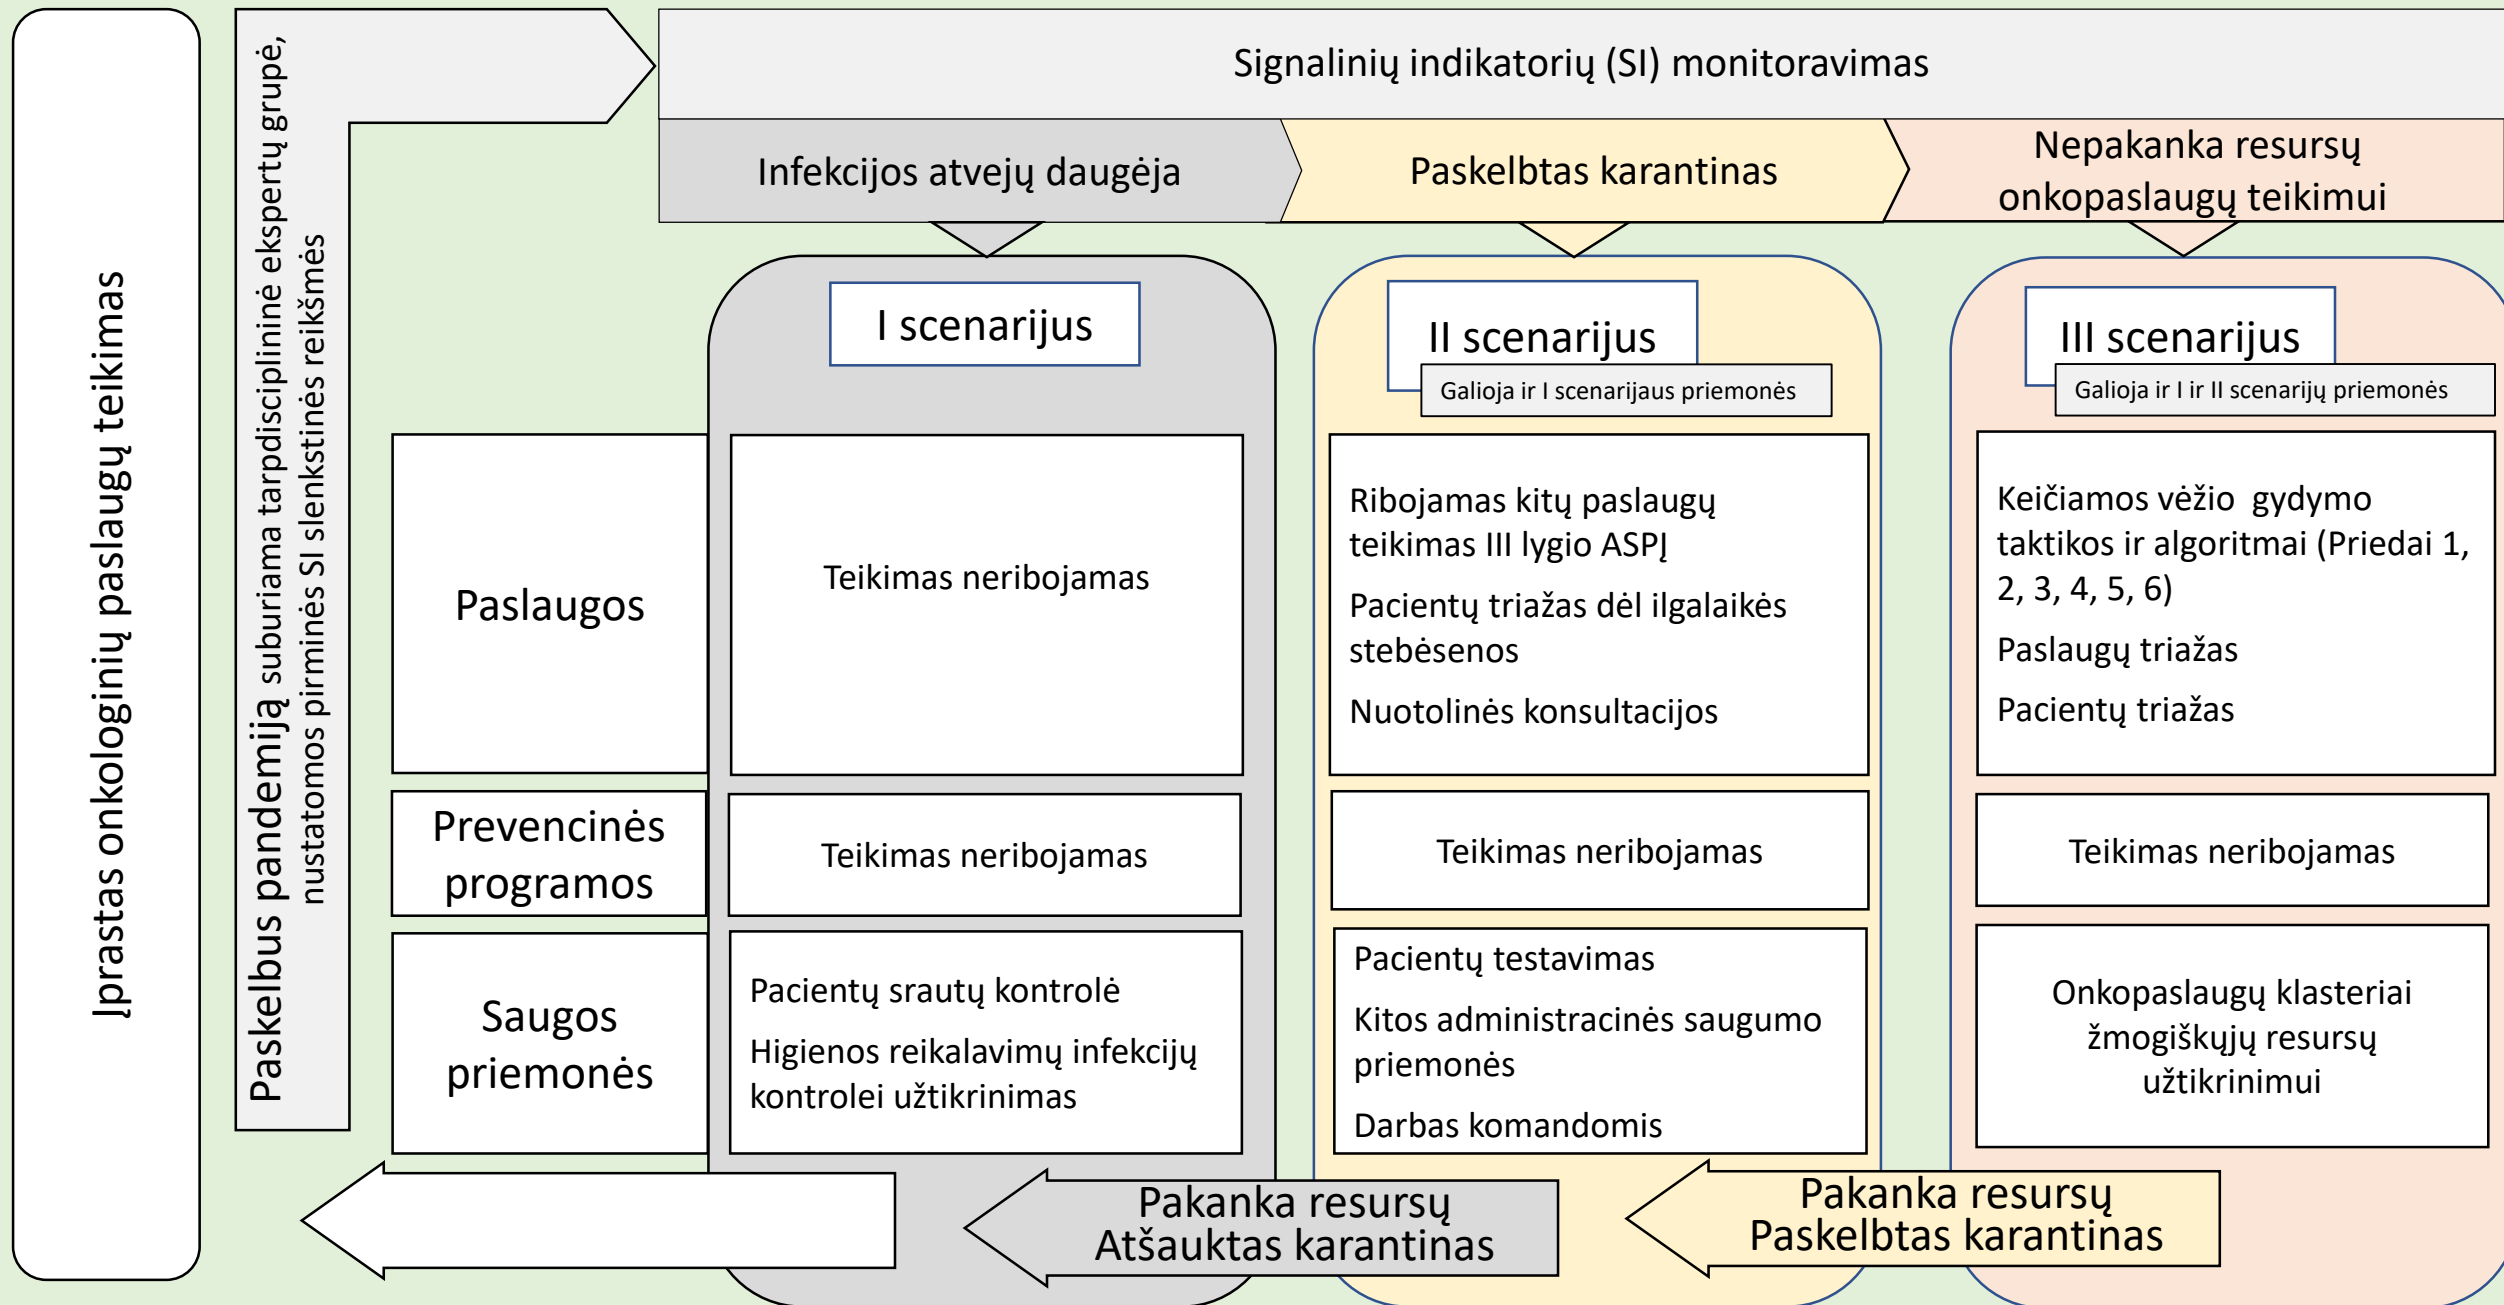 Įprastas onkologinių paslaugų teikimas
Paskelbus pandemiją suburiama tarpdisciplininė ekspertų grupė,
nustatomos pirminės SI slenkstinės reikšmės
Signalinių indikatorių (SI) monitoravimas
Infekcijos atvejų daugėja
Paskelbtas karantinas
Nepakanka resursų
onkopaslaugų teikimui
I scenarijus
II scenarijus
Galioja ir I scenarijaus priemonės
III scenarijus
Galioja ir I ir II scenarijų priemonės
Paslaugos
Teikimas neribojamas
Ribojamas kitų paslaugų
teikimas III lygio ASPĮ
Pacientų triažas dėl ilgalaikės
stebėsenos
Nuotolinės konsultacijos
Keičiamos vėžio  gydymo
taktikos ir algoritmai (Priedai 1,
2, 3, 4, 5, 6)
Paslaugų triažas
Pacientų triažas
Prevencinės
programos
Teikimas neribojamas
Teikimas neribojamas
Teikimas neribojamas
Saugos
priemonės
Pacientų srautų kontrolė
Higienos reikalavimų infekcijų
kontrolei užtikrinimas
Pacientų testavimas
Kitos administracinės saugumo
priemonės
Darbas komandomis
Onkopaslaugų klasteriai
žmogiškųjų resursų
užtikrinimui
Pakanka resursų
Atšauktas karantinas
Pakanka resursų
Paskelbtas karantinas